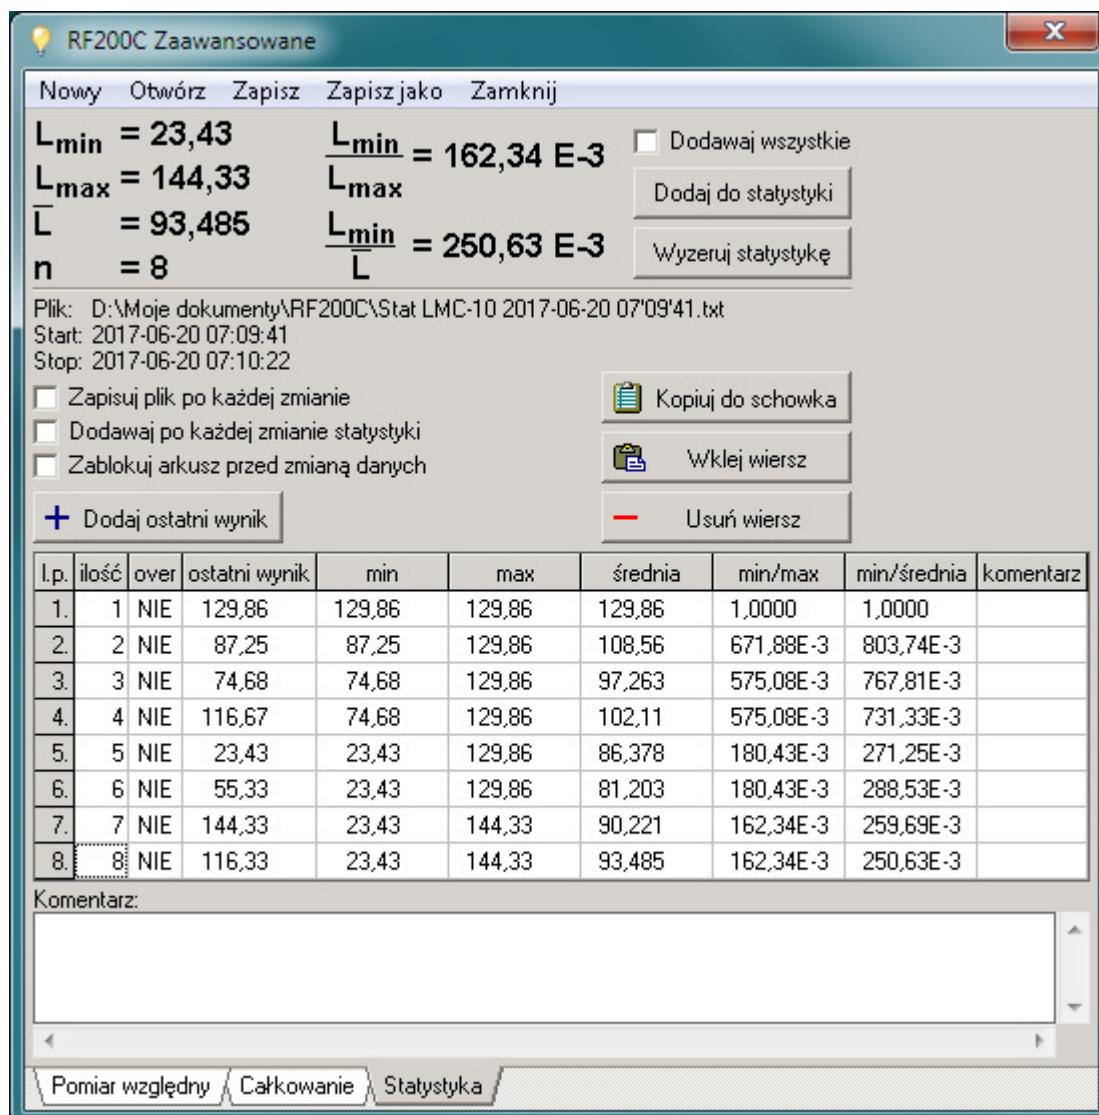 RF200C Zaawansowane
Nowy Otwórz Zapisz Zapisz jako Zamknij
Lmin = 23,43
Lmax = 144,33
L̅ = 93,485
n = 8
Lmin / Lmax = 162,34 E-3
Lmin / L̅ = 250,63 E-3
Dodawaj wszystkie
Dodaj do statystyki
Wyzeruj statystykę
Plik: D:\Moje dokumenty\RF200C\Stat LMC-10 2017-06-20 07'09'41.txt
Start: 2017-06-20 07:09:41
Stop: 2017-06-20 07:10:22
Zapisuj plik po każdej zmianie
Dodawaj po każdej zmianie statystyki
Zablokuj arkusz przed zmianą danych
Kopiuj do schowka
Wklej wiersz
+ Dodaj ostatni wynik
− Usuń wiersz
l.p. ilość over ostatni wynik min max średnia min/max min/średnia komentarz
1. 1 NIE 129,86 129,86 129,86 129,86 1,0000 1,0000
2. 2 NIE 87,25 87,25 129,86 108,56 671,88E-3 803,74E-3
3. 3 NIE 74,68 74,68 129,86 97,263 575,08E-3 767,81E-3
4. 4 NIE 116,67 74,68 129,86 102,11 575,08E-3 731,33E-3
5. 5 NIE 23,43 23,43 129,86 86,378 180,43E-3 271,25E-3
6. 6 NIE 55,33 23,43 129,86 81,203 180,43E-3 288,53E-3
7. 7 NIE 144,33 23,43 144,33 90,221 162,34E-3 259,69E-3
8. 8 NIE 116,33 23,43 144,33 93,485 162,34E-3 250,63E-3
Komentarz:
Pomiar względny Całkowanie Statystyka